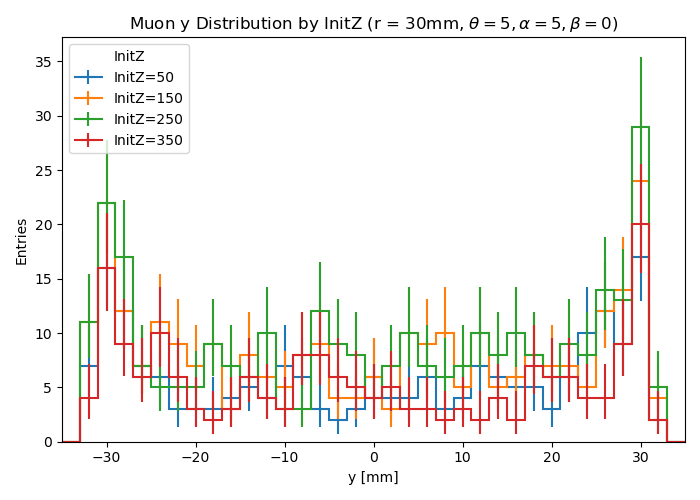 Muon y Distribution by InitZ (r = 30mm, θ = 5, α = 5, β = 0)
InitZ
InitZ=50
InitZ=150
InitZ=250
InitZ=350
Entries
35
30
25
20
15
10
5
0
−30
−20
−10
0
10
20
30
y [mm]